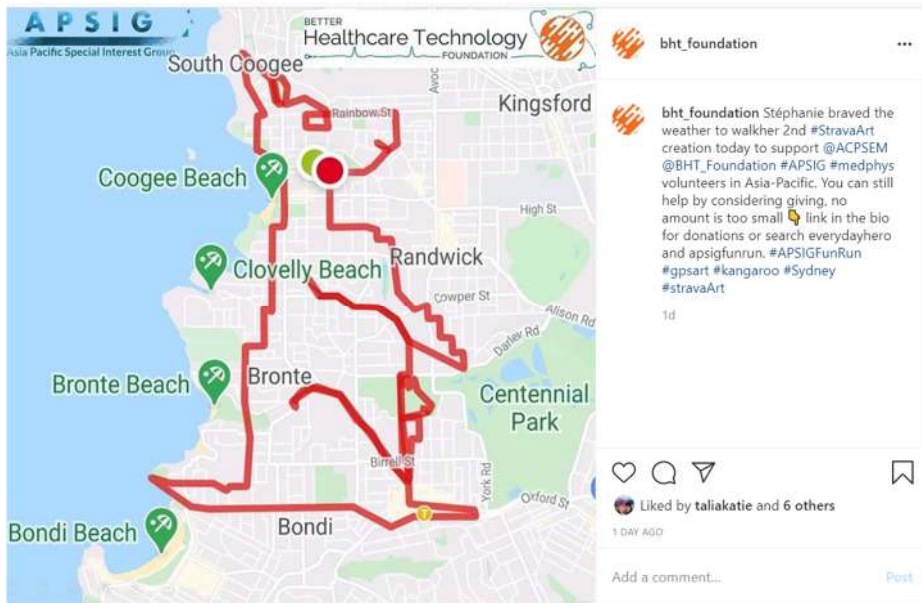 APSIG
Asia Pacific Special Interest Group
BETTER
Healthcare Technology
FOUNDATION
South Coogee
Avoc
Kingsford
Rainbow St
Coogee Beach
High St
Randwick
Clovelly Beach
Cowper St
Alison Rd
Darley Rd
Bronte Beach
Bronte
Centennial
Park
Birrell St
York Rd
Oxford St
Bondi
T
Bondi Beach
bht_foundation
bht_foundation Stéphanie braved the
weather to walkher 2nd #StravaArt
creation today to support @ACPSEM
@BHT_Foundation #APSIG #medphys
volunteers in Asia-Pacific. You can still
help by considering giving, no
amount is too small 👇 link in the bio
for donations or search everydayhero
and apsigfunrun. #APSIGFunRun
#gpsart #kangaroo #Sydney
#stravaArt
1d
Liked by taliakatie and 6 others
1 DAY AGO
Add a comment...
Post